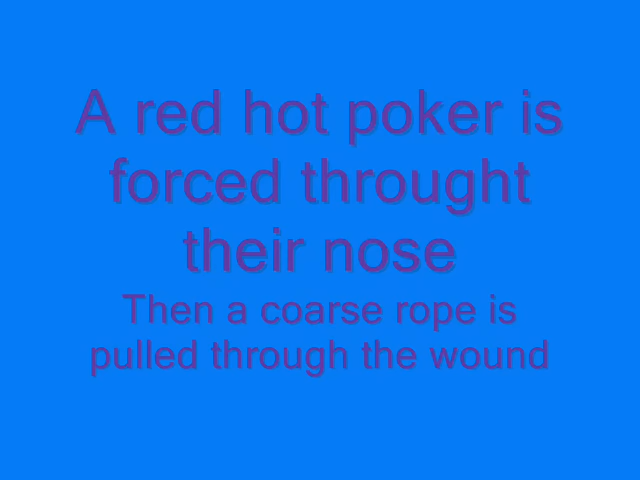 A red hot poker is
forced throught
their nose
Then a coarse rope is
pulled through the wound